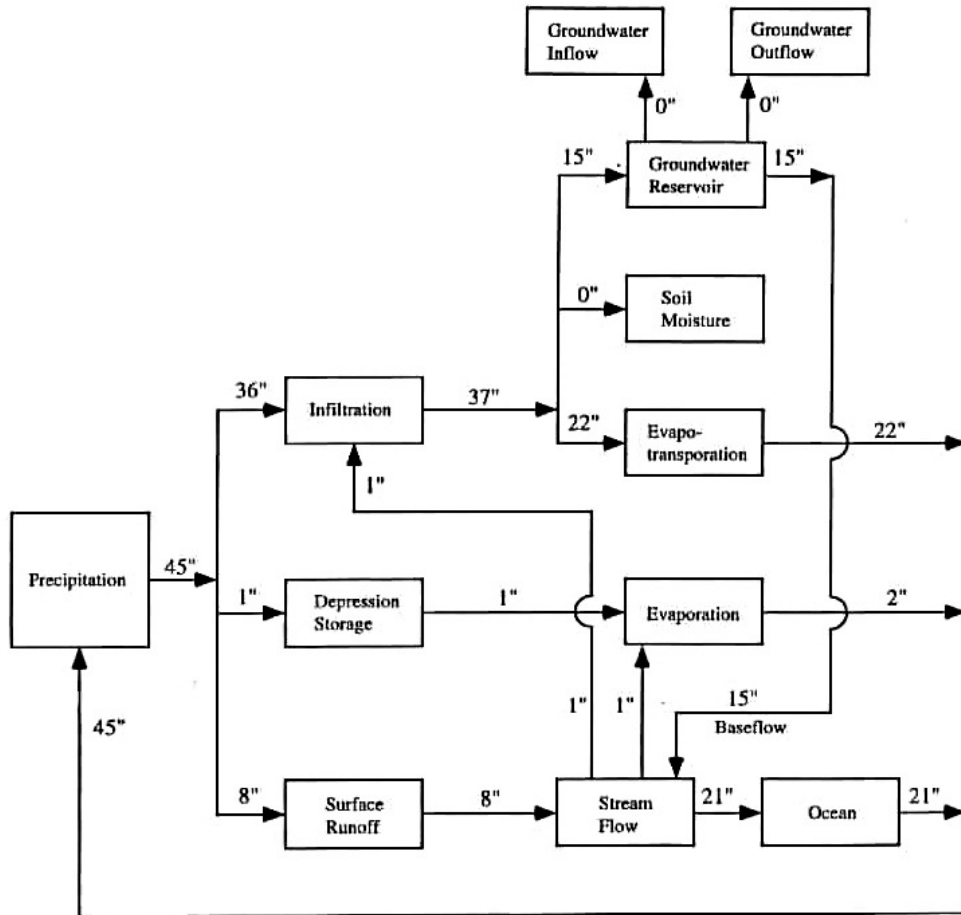 Groundwater
Inflow
Groundwater
Outflow
0"
0"
15"
Groundwater
Reservoir
15"
0"
Soil
Moisture
36"
Infiltration
37"
22"
Evapo-
transporation
22"
1"
Precipitation
45"
1"
Depression
Storage
1"
Evaporation
2"
45"
1"
1"
15"
Baseflow
8"
Surface
Runoff
8"
Stream
Flow
21"
Ocean
21"